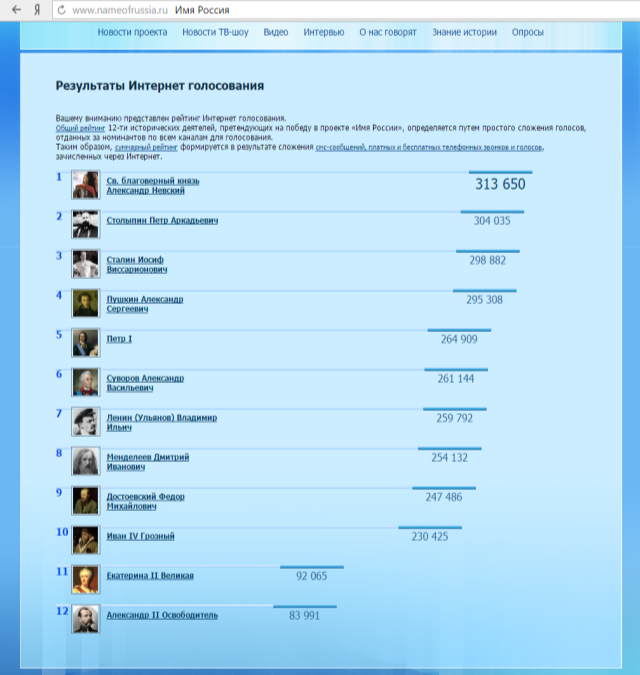 Я www.nameofrussia.ru Имя Россия
Новости проекта Новости ТВ-шоу Видео Интервью О нас говорят Знание истории Опросы
Результаты Интернет голосования
Вашему вниманию представлен рейтинг Интернет голосования.
Общий рейтинг 12-ти исторических деятелей, претендующих на победу в проекте «Имя России», определяется путем простого сложения голосов,
отданных за номинантов по всем каналам для голосования.
Таким образом, суммарный рейтинг формируется в результате сложения смс-сообщений, платных и бесплатных телефонных звонков и голосов,
зачисленных через Интернет.
1 Св. благоверный князь
Александр Невский
313 650
2 Столыпин Петр Аркадьевич 304 035
3 Сталин Иосиф
Виссарионович
298 882
4 Пушкин Александр
Сергеевич
295 308
5 Петр I 264 909
6 Суворов Александр
Васильевич
261 144
7 Ленин (Ульянов) Владимир
Ильич
259 792
8 Менделеев Дмитрий
Иванович
254 132
9 Достоевский Федор
Михайлович
247 486
10 Иван IV Грозный 230 425
11 Екатерина II Великая 92 065
12 Александр II Освободитель 83 991